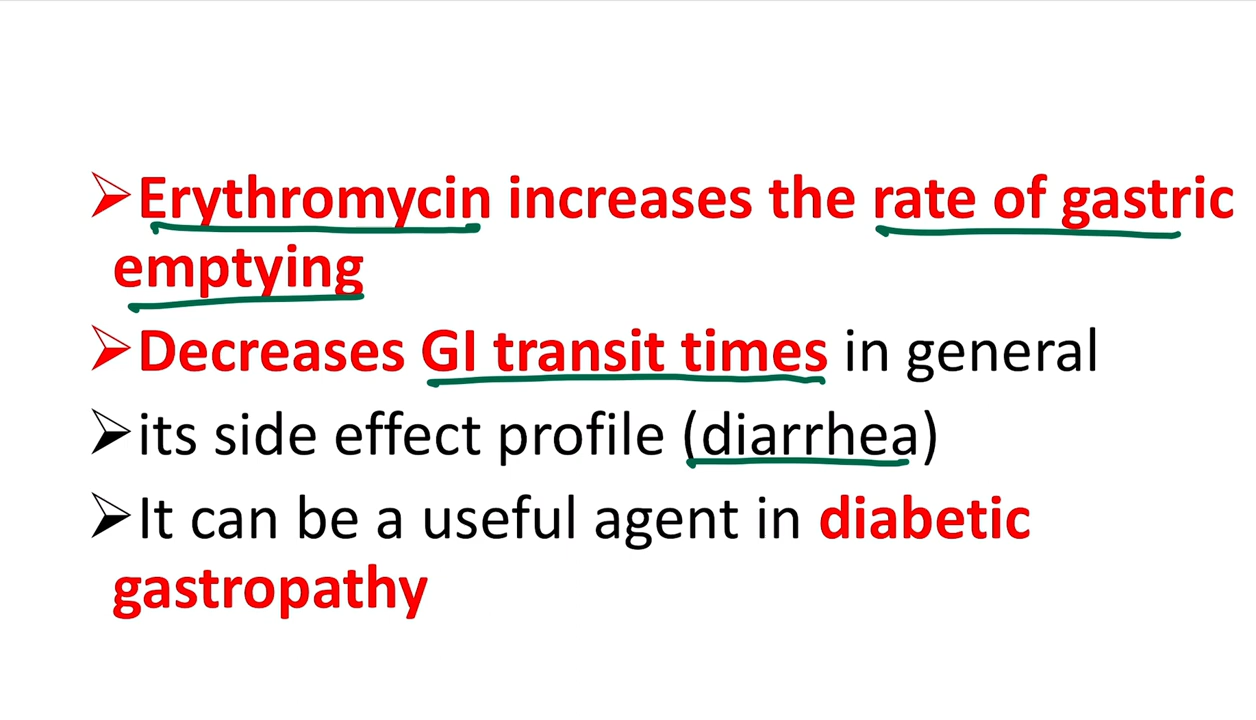 ➢Erythromycin increases the rate of gastric
emptying
➢Decreases GI transit times in general
➢its side effect profile (diarrhea)
➢It can be a useful agent in diabetic
gastropathy